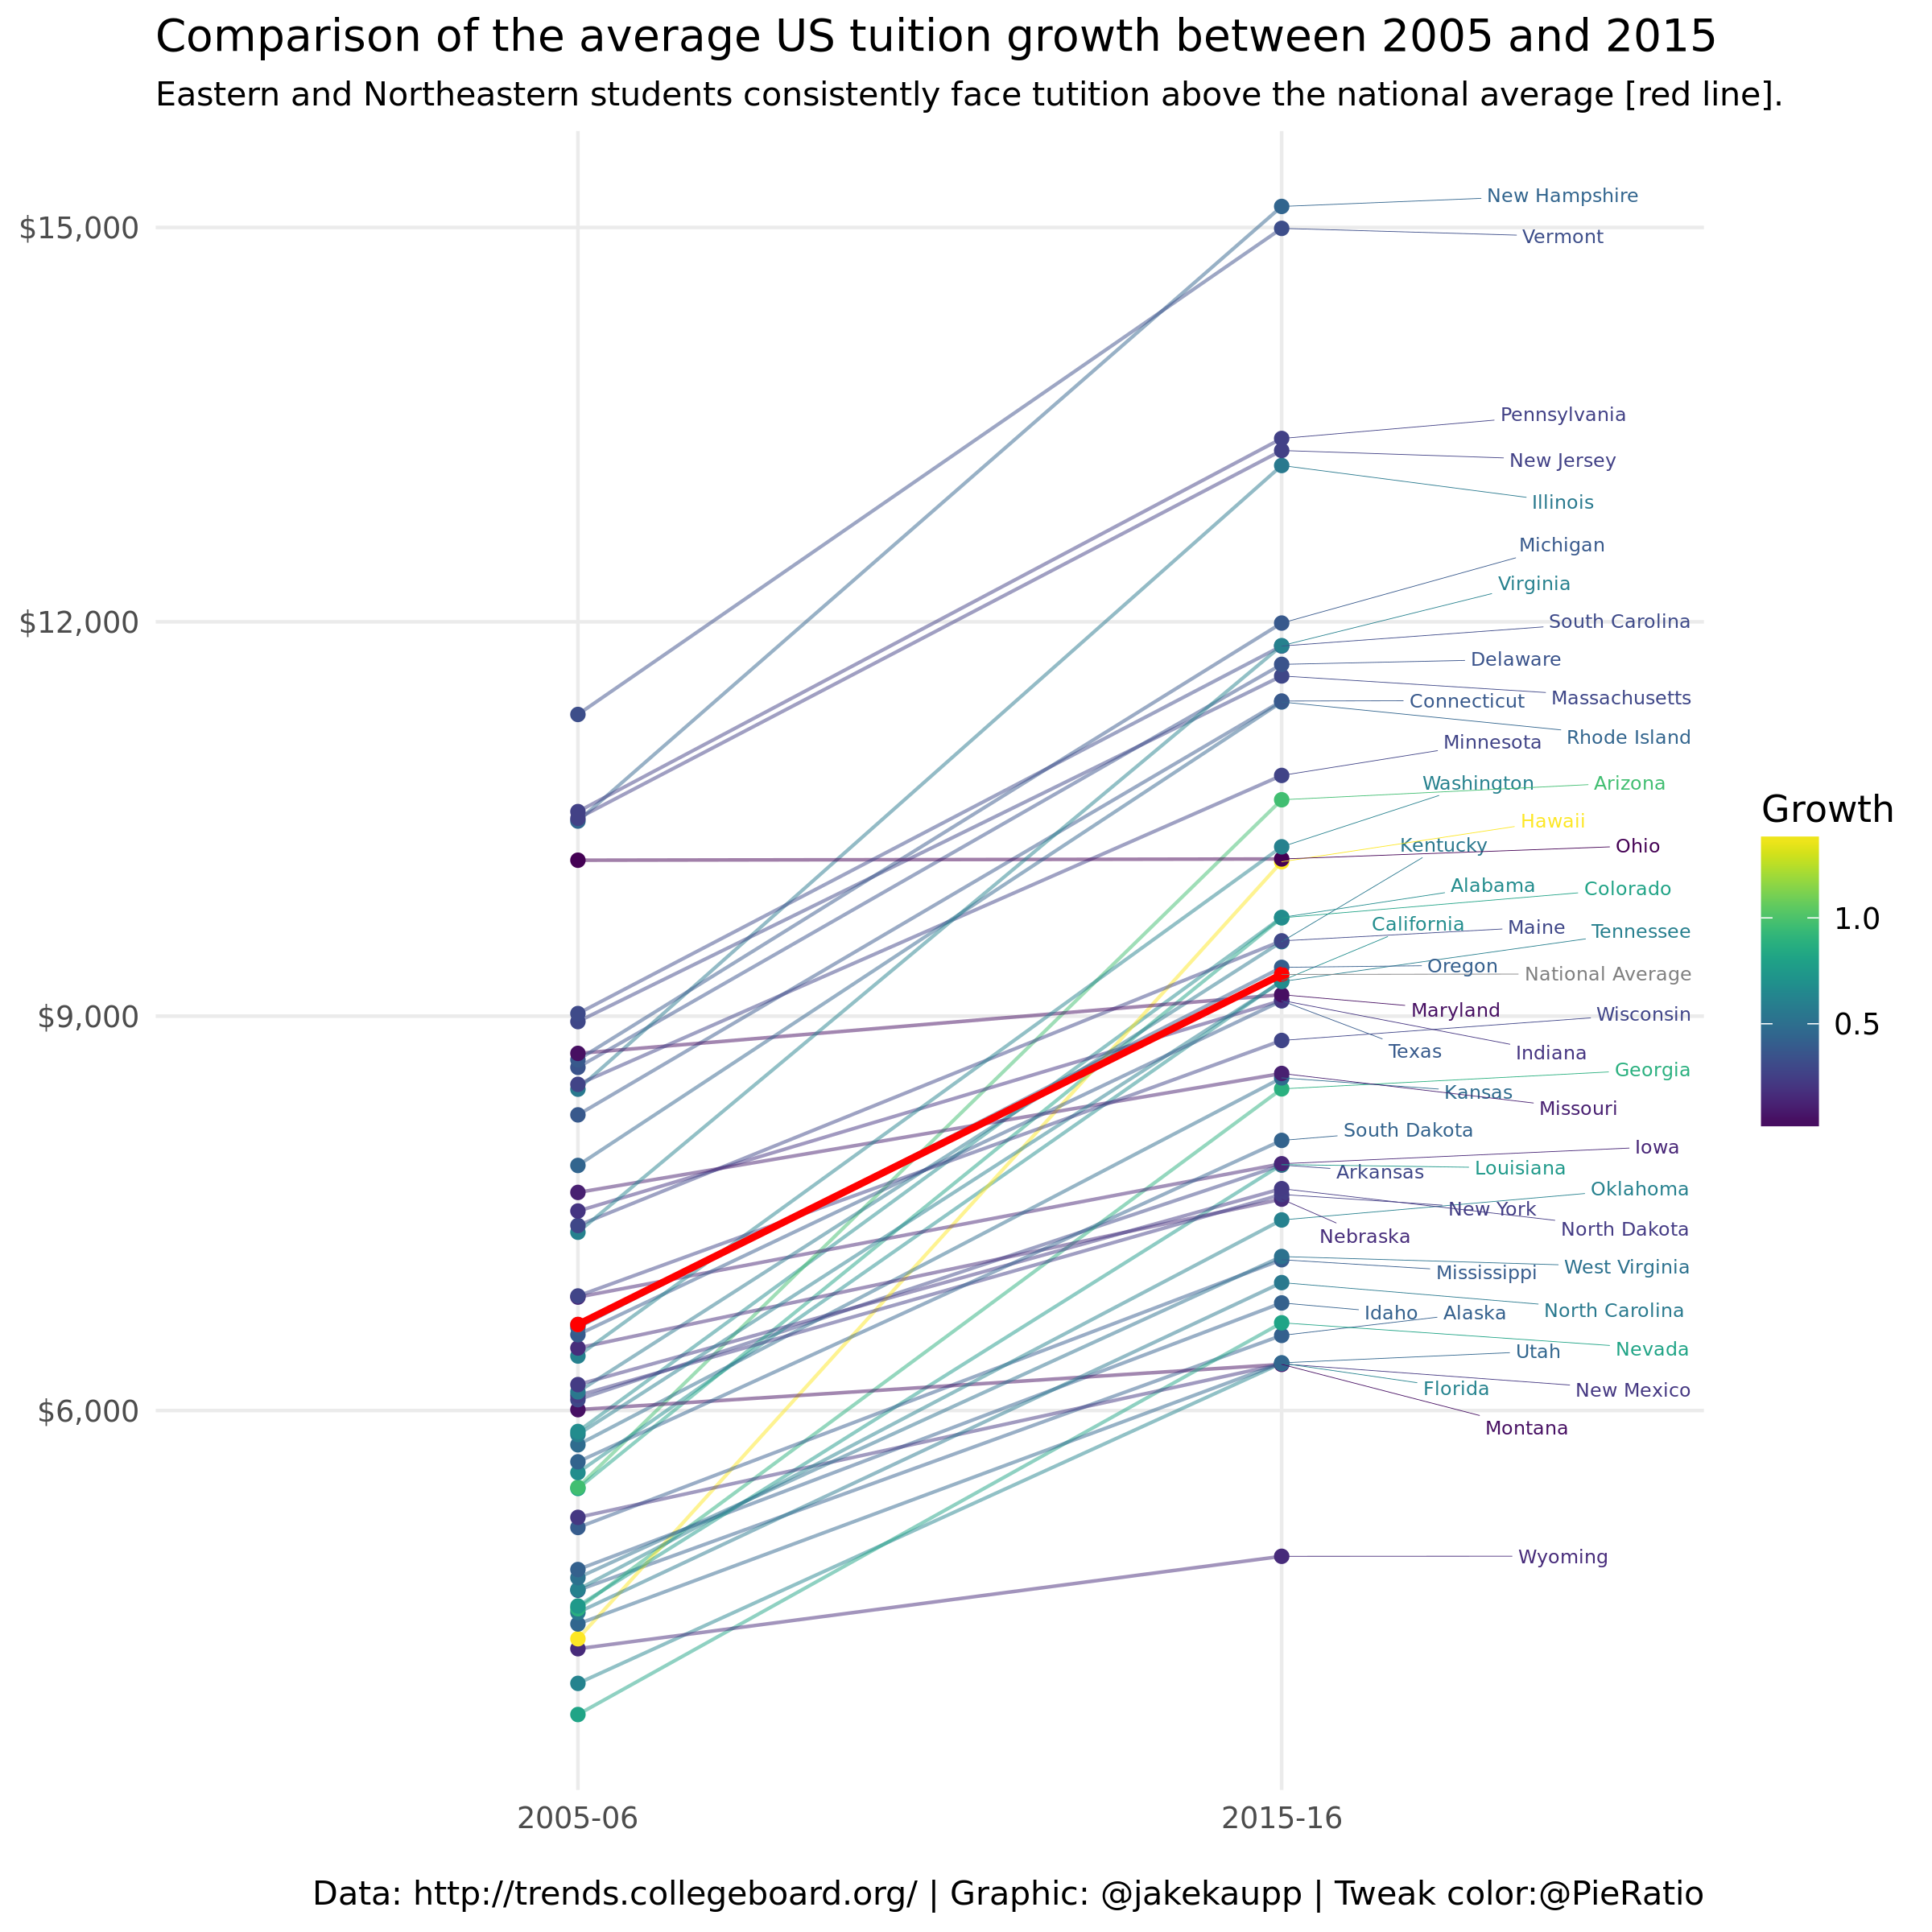 Comparison of the average US tuition growth between 2005 and 2015
Eastern and Northeastern students consistently face tutition above the national average [red line].
$15,000
$12,000
$9,000
$6,000
New Hampshire
Vermont
Pennsylvania
New Jersey
Illinois
Michigan
Virginia
South Carolina
Delaware
Massachusetts
Connecticut
Rhode Island
Minnesota
Washington
Arizona
Hawaii
Kentucky
Ohio
Alabama
Colorado
California
Maine
Tennessee
Oregon
National Average
Maryland
Wisconsin
Texas
Indiana
Georgia
Kansas
Missouri
South Dakota
Iowa
Arkansas
Louisiana
Oklahoma
New York
North Dakota
Nebraska
West Virginia
Mississippi
North Carolina
Idaho
Alaska
Nevada
Utah
Florida
New Mexico
Montana
Wyoming
Growth
1.0
0.5
2005-06
2015-16
Data: http://trends.collegeboard.org/ | Graphic: @jakekaupp | Tweak color:@PieRatio